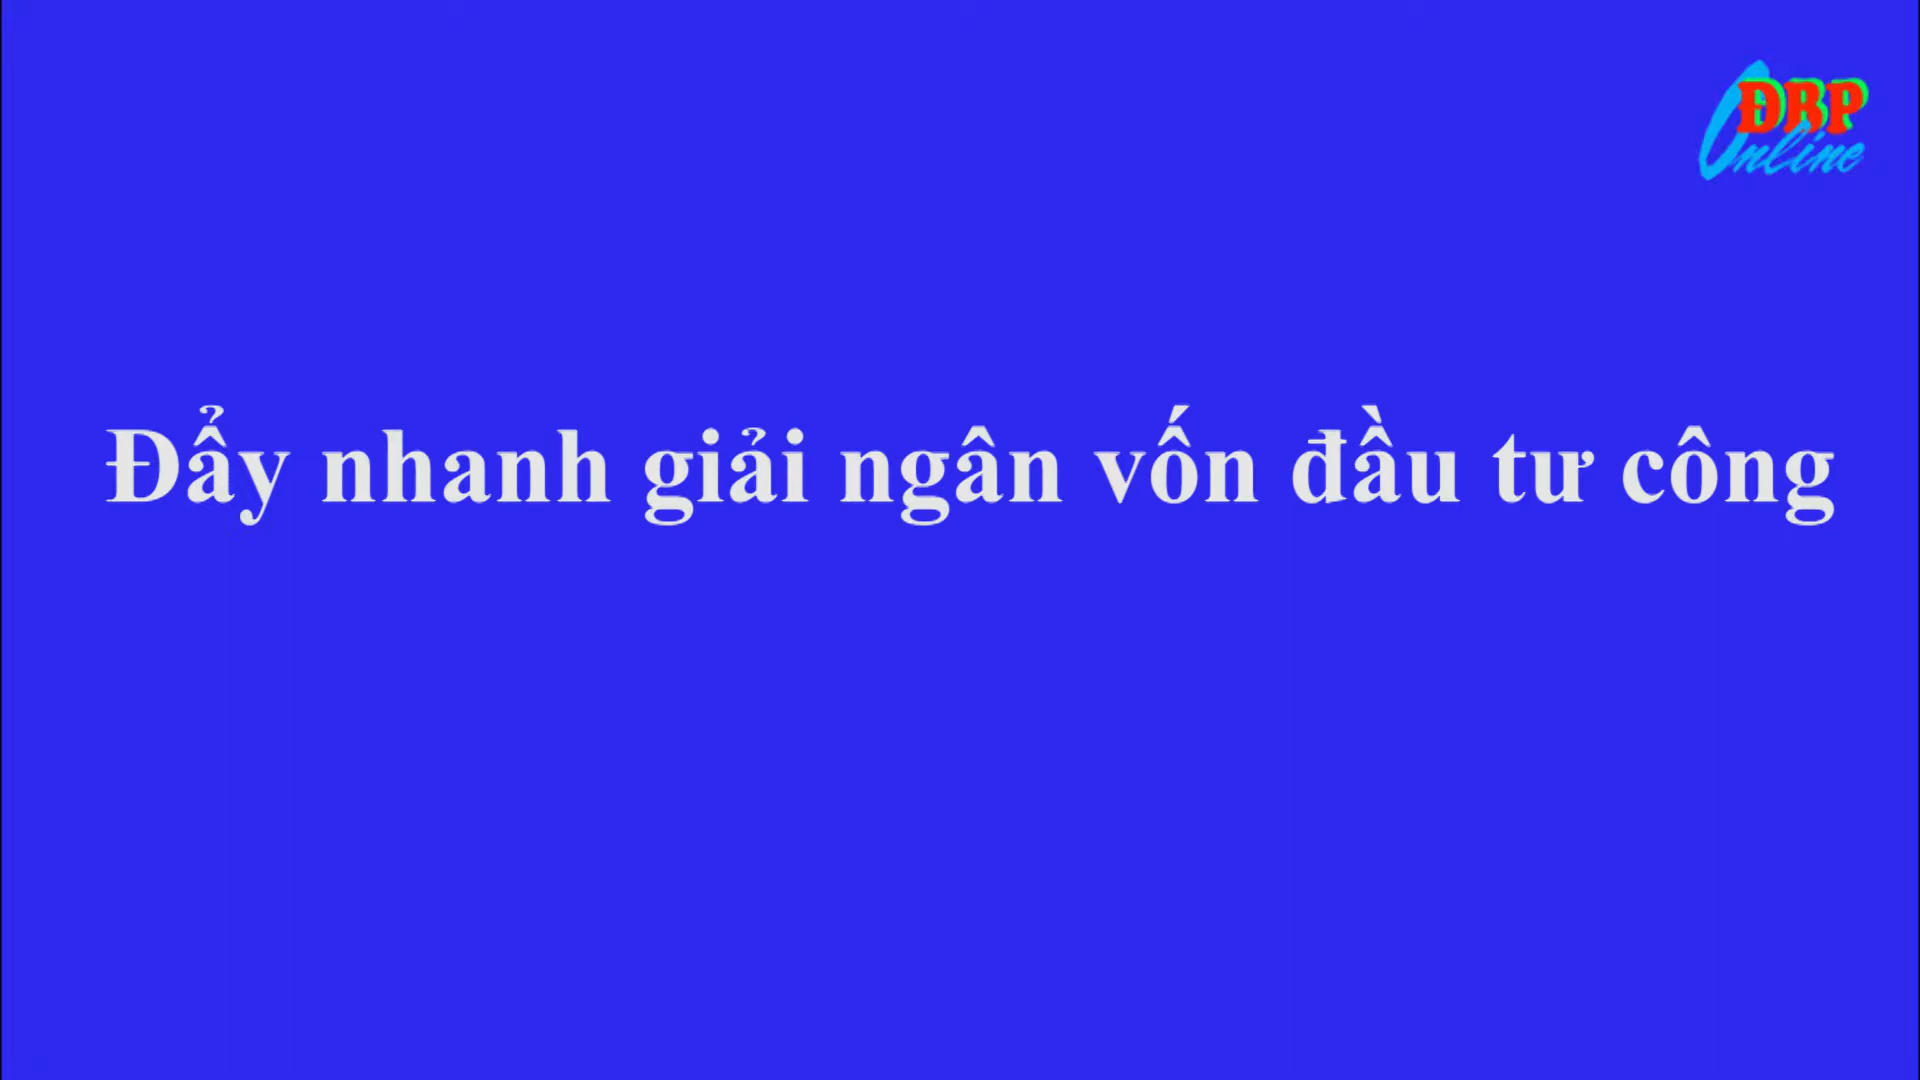 ĐBP
Online
Đẩy nhanh giải ngân vốn đầu tư công